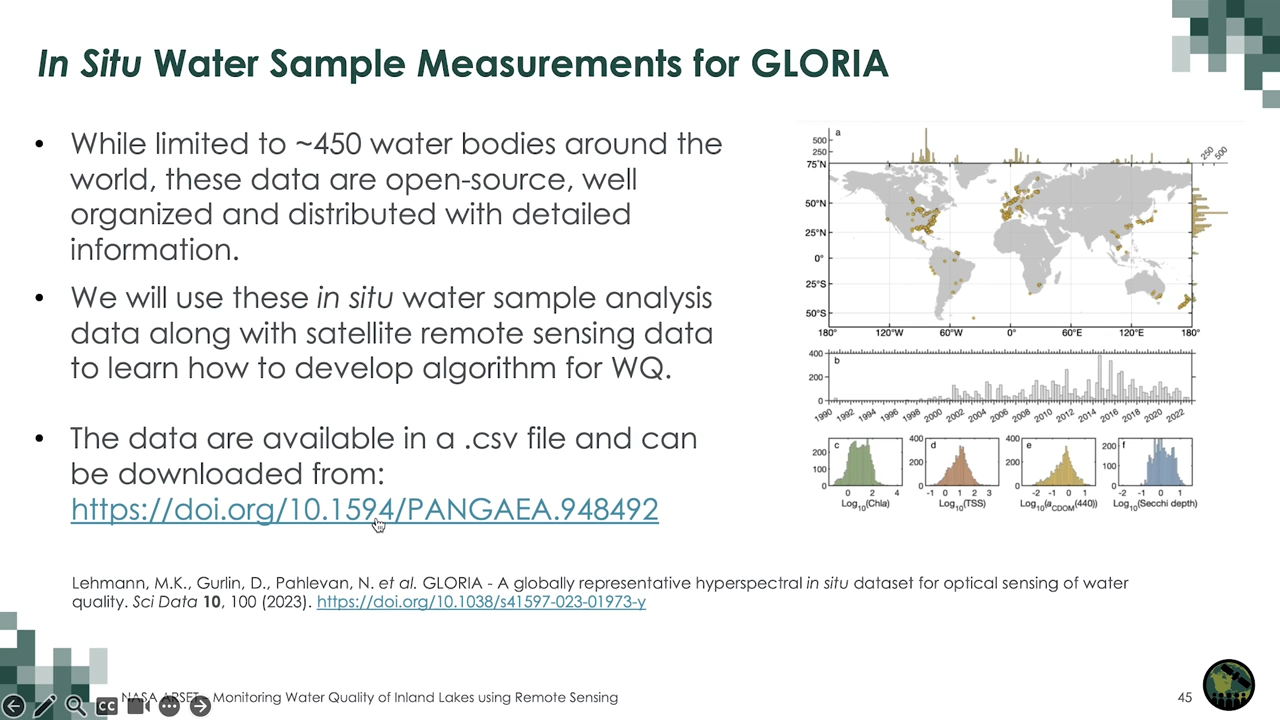 In Situ Water Sample Measurements for GLORIA
• While limited to ~450 water bodies around the
world, these data are open-source, well
organized and distributed with detailed
information.
• We will use these in situ water sample analysis
data along with satellite remote sensing data
to learn how to develop algorithm for WQ.
• The data are available in a .csv file and can
be downloaded from:
https://doi.org/10.1594/PANGAEA.948492
a
500
250
250
500
75°N
50°N
25°N
0°
25°S
50°S
180°
120°W
60°W
0°
60°E
120°E
180°
b
400
200
0
1990
1992
1994
1996
1998
2000
2002
2004
2006
2008
2010
2012
2014
2016
2018
2020
2022
c
200
100
0
0 2 4
Log10(Chla)
d
400
200
0
-1 0 1 2 3
Log10(TSS)
e
400
200
0
-2 -1 0 1
Log10(aCDOM(440))
f
200
100
0
-2 -1 0 1
Log10(Secchi depth)
Lehmann, M.K., Gurlin, D., Pahlevan, N. et al. GLORIA - A globally representative hyperspectral in situ dataset for optical sensing of water
quality. Sci Data 10, 100 (2023). https://doi.org/10.1038/s41597-023-01973-y
NASA ARSET – Monitoring Water Quality of Inland Lakes using Remote Sensing
CC
45